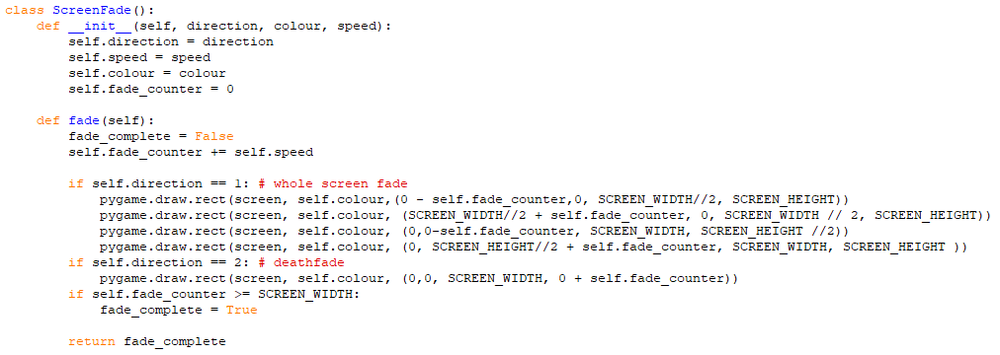 class ScreenFade():
    def __init__(self, direction, colour, speed):
        self.direction = direction
        self.speed = speed
        self.colour = colour
        self.fade_counter = 0

    def fade(self):
        fade_complete = False
        self.fade_counter += self.speed

        if self.direction == 1: # whole screen fade
            pygame.draw.rect(screen, self.colour,(0 - self.fade_counter,0, SCREEN_WIDTH//2, SCREEN_HEIGHT))
            pygame.draw.rect(screen, self.colour, (SCREEN_WIDTH//2 + self.fade_counter, 0, SCREEN_WIDTH // 2, SCREEN_HEIGHT))
            pygame.draw.rect(screen, self.colour, (0,0-self.fade_counter, SCREEN_WIDTH, SCREEN_HEIGHT //2))
            pygame.draw.rect(screen, self.colour, (0, SCREEN_HEIGHT//2 + self.fade_counter, SCREEN_WIDTH, SCREEN_HEIGHT ))
        if self.direction == 2: # deathfade
            pygame.draw.rect(screen, self.colour, (0,0, SCREEN_WIDTH, 0 + self.fade_counter))
        if self.fade_counter >= SCREEN_WIDTH:
            fade_complete = True

        return fade_complete